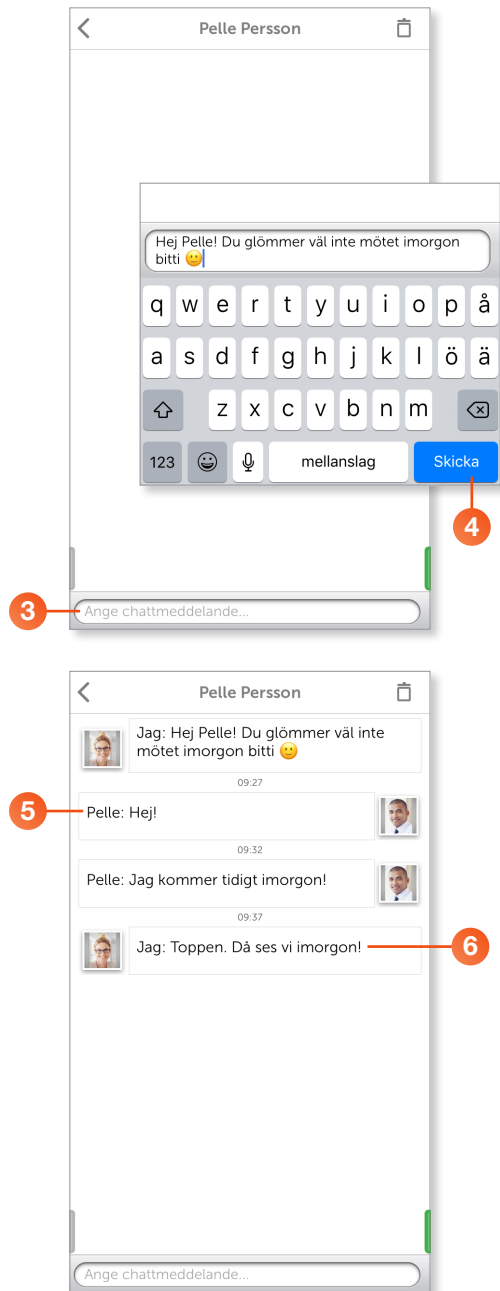 Pelle Persson
Hej Pelle! Du glömmer väl inte mötet imorgon
bitti 🙂
q w e r t y u i o p å
a s d f g h j k l ö ä
z x c v b n m
123 mellanslag Skicka
4
3
Ange chattmeddelande...
Pelle Persson
Jag: Hej Pelle! Du glömmer väl inte
mötet imorgon bitti 🙂
09:27
5
Pelle: Hej!
09:32
Pelle: Jag kommer tidigt imorgon!
09:37
Jag: Toppen. Då ses vi imorgon!
6
Ange chattmeddelande...